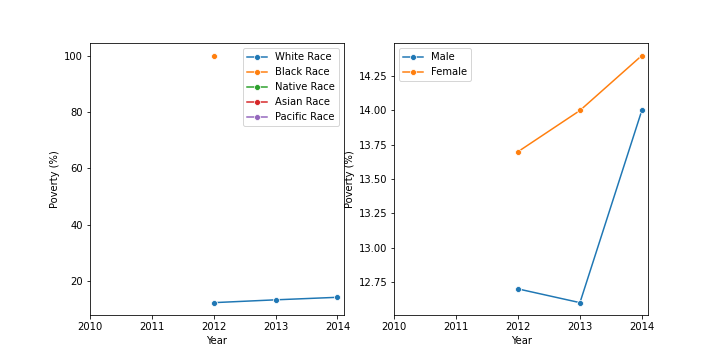 100
80
60
40
20
Poverty (%)
2010 2011 2012 2013 2014
Year
White Race
Black Race
Native Race
Asian Race
Pacific Race
14.25
14.00
13.75
13.50
13.25
13.00
12.75
Poverty (%)
2010 2011 2012 2013 2014
Year
Male
Female